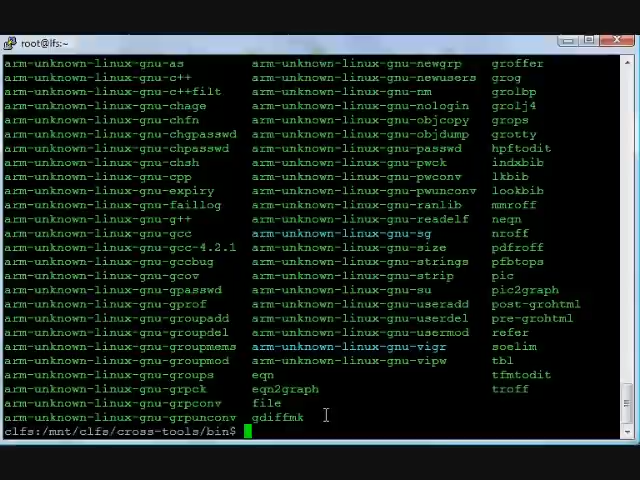 root@lfs:~
arm-unknown-linux-gnu-as arm-unknown-linux-gnu-newgrp groffer
arm-unknown-linux-gnu-c++ arm-unknown-linux-gnu-newusers grog
arm-unknown-linux-gnu-c++filt arm-unknown-linux-gnu-nm grolbp
arm-unknown-linux-gnu-chage arm-unknown-linux-gnu-nologin grolj4
arm-unknown-linux-gnu-chfn arm-unknown-linux-gnu-objcopy grops
arm-unknown-linux-gnu-chgpasswd arm-unknown-linux-gnu-objdump grotty
arm-unknown-linux-gnu-chpasswd arm-unknown-linux-gnu-passwd hpftodit
arm-unknown-linux-gnu-chsh arm-unknown-linux-gnu-pwck indxbib
arm-unknown-linux-gnu-cpp arm-unknown-linux-gnu-pwconv lkbib
arm-unknown-linux-gnu-expiry arm-unknown-linux-gnu-pwunconv lookbib
arm-unknown-linux-gnu-faillog arm-unknown-linux-gnu-ranlib mmroff
arm-unknown-linux-gnu-g++ arm-unknown-linux-gnu-readelf neqn
arm-unknown-linux-gnu-gcc arm-unknown-linux-gnu-sg nroff
arm-unknown-linux-gnu-gcc-4.2.1 arm-unknown-linux-gnu-size pdfroff
arm-unknown-linux-gnu-gccbug arm-unknown-linux-gnu-strings pfbtops
arm-unknown-linux-gnu-gcov arm-unknown-linux-gnu-strip pic
arm-unknown-linux-gnu-gpasswd arm-unknown-linux-gnu-su pic2graph
arm-unknown-linux-gnu-gprof arm-unknown-linux-gnu-useradd post-grohtml
arm-unknown-linux-gnu-groupadd arm-unknown-linux-gnu-userdel pre-grohtml
arm-unknown-linux-gnu-groupdel arm-unknown-linux-gnu-usermod refer
arm-unknown-linux-gnu-groupmems arm-unknown-linux-gnu-vigr soelim
arm-unknown-linux-gnu-groupmod arm-unknown-linux-gnu-vipw tbl
arm-unknown-linux-gnu-groups eqn tfmtodit
arm-unknown-linux-gnu-grpck eqn2graph troff
arm-unknown-linux-gnu-grpconv file
arm-unknown-linux-gnu-grpunconv gdiffmk
clfs:/mnt/clfs/cross-tools/bin$